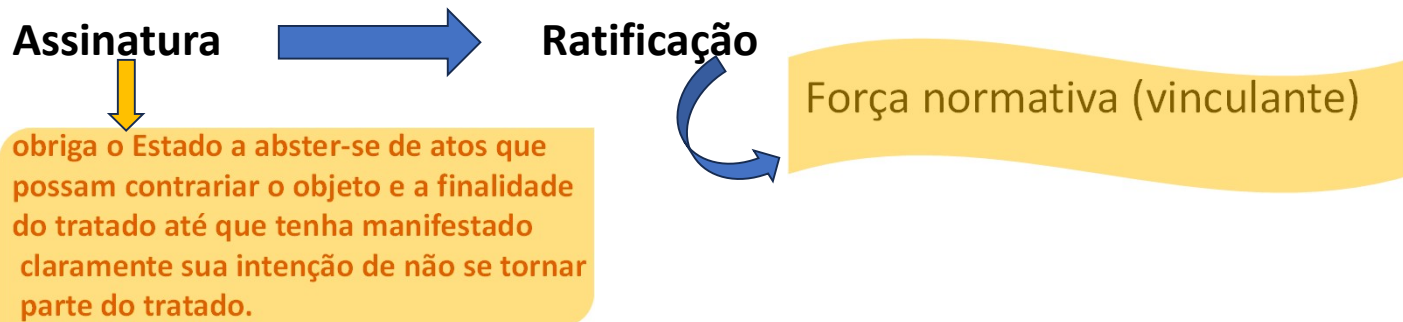 Assinatura
Ratificação
Força normativa (vinculante)
obriga o Estado a abster-se de atos que
possam contrariar o objeto e a finalidade
do tratado até que tenha manifestado
claramente sua intenção de não se tornar
parte do tratado.